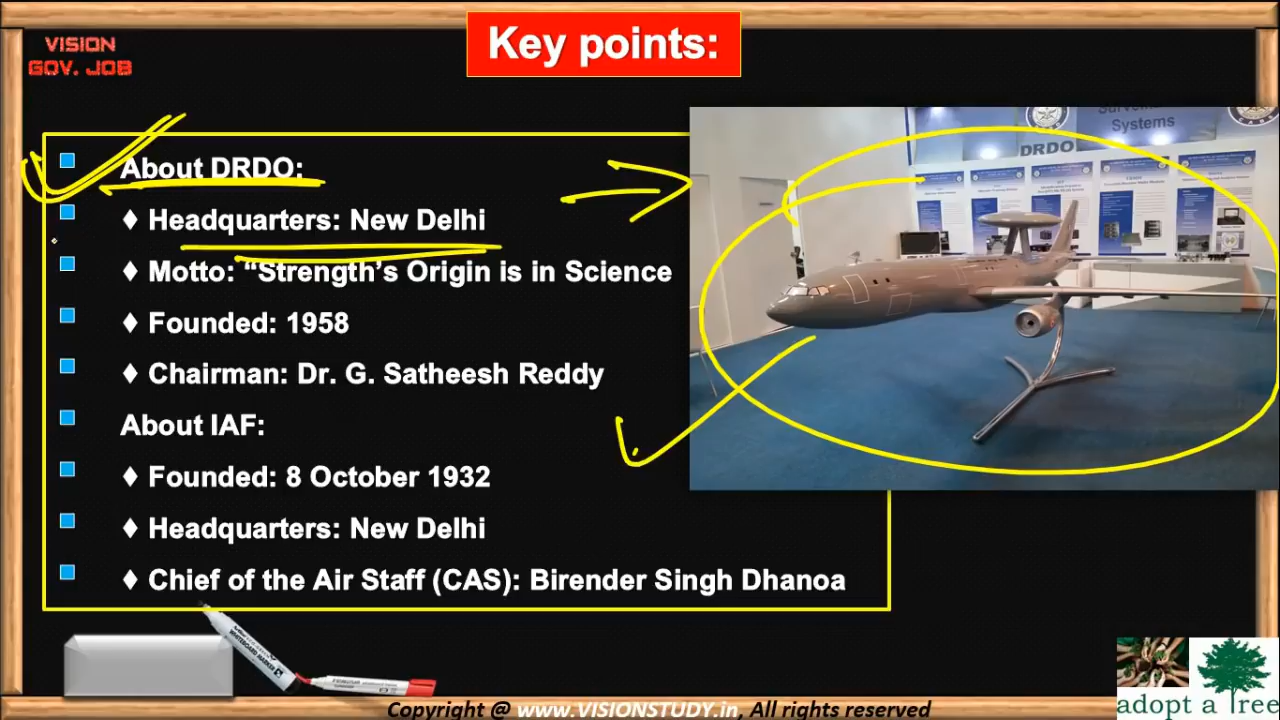 Key points:
VISION
GOV. JOB
Systems
DRDO
About DRDO:
♦ Headquarters: New Delhi
♦ Motto: “Strength’s Origin is in Science
♦ Founded: 1958
♦ Chairman: Dr. G. Satheesh Reddy
About IAF:
♦ Founded: 8 October 1932
♦ Headquarters: New Delhi
♦ Chief of the Air Staff (CAS): Birender Singh Dhanoa
WHITEBOARD MARKER
adopt a Tree
Copyright @ www.VISIONSTUDY.in, All rights reserved